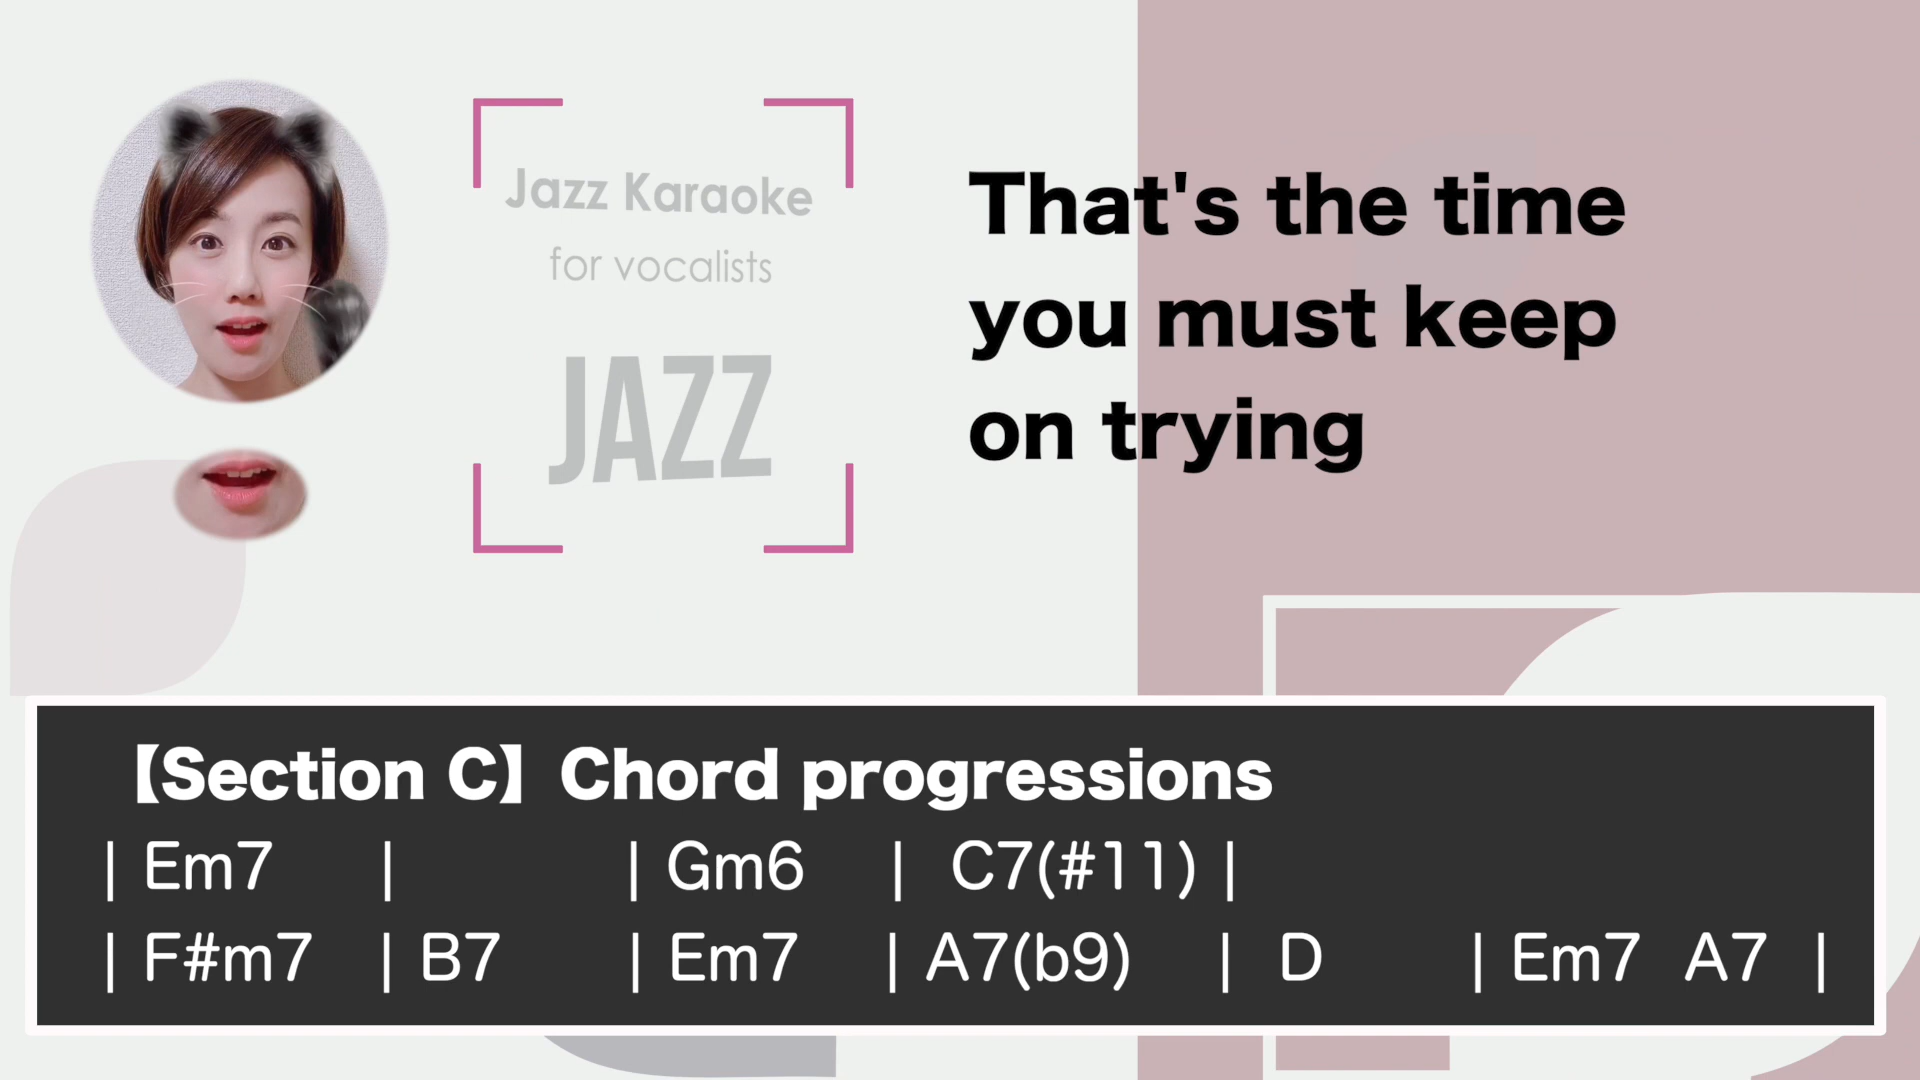 Jazz Karaoke
for vocalists
JAZZ
That's the time
you must keep
on trying
【Section C】Chord progressions
| Em7 | | Gm6 | C7(#11) |
| F#m7 | B7 | Em7 | A7(b9) | D | Em7 A7 |